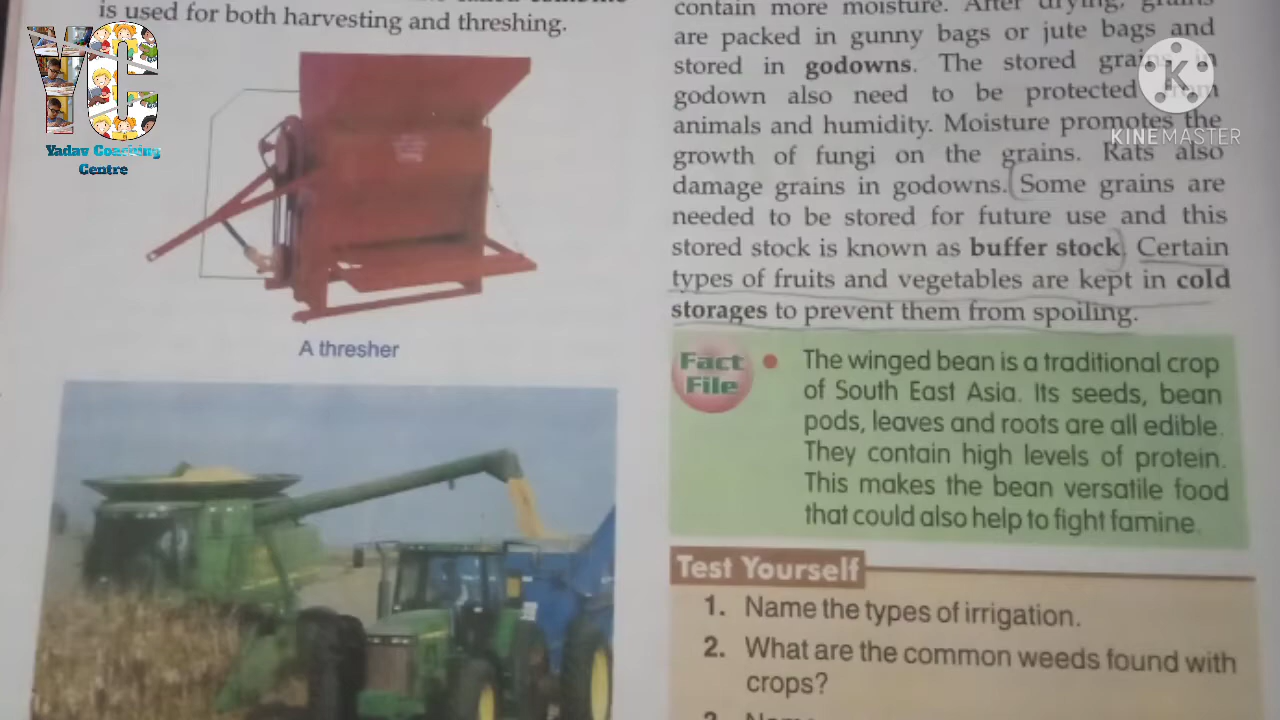 is used for both harvesting and threshing.
Yadav Coaching
Centre
A thresher
contain more moisture. After drying, grains
are packed in gunny bags or jute bags and
stored in godowns. The stored grains in
godown also need to be protected from
animals and humidity. Moisture promotes the
growth of fungi on the grains. Rats also
damage grains in godowns. Some grains are
needed to be stored for future use and this
stored stock is known as buffer stock. Certain
types of fruits and vegetables are kept in cold
storages to prevent them from spoiling.
K
KINEMASTER
Fact
File
The winged bean is a traditional crop
of South East Asia. Its seeds, bean
pods, leaves and roots are all edible.
They contain high levels of protein.
This makes the bean versatile food
that could also help to fight famine.
Test Yourself
1. Name the types of irrigation.
2. What are the common weeds found with
crops?